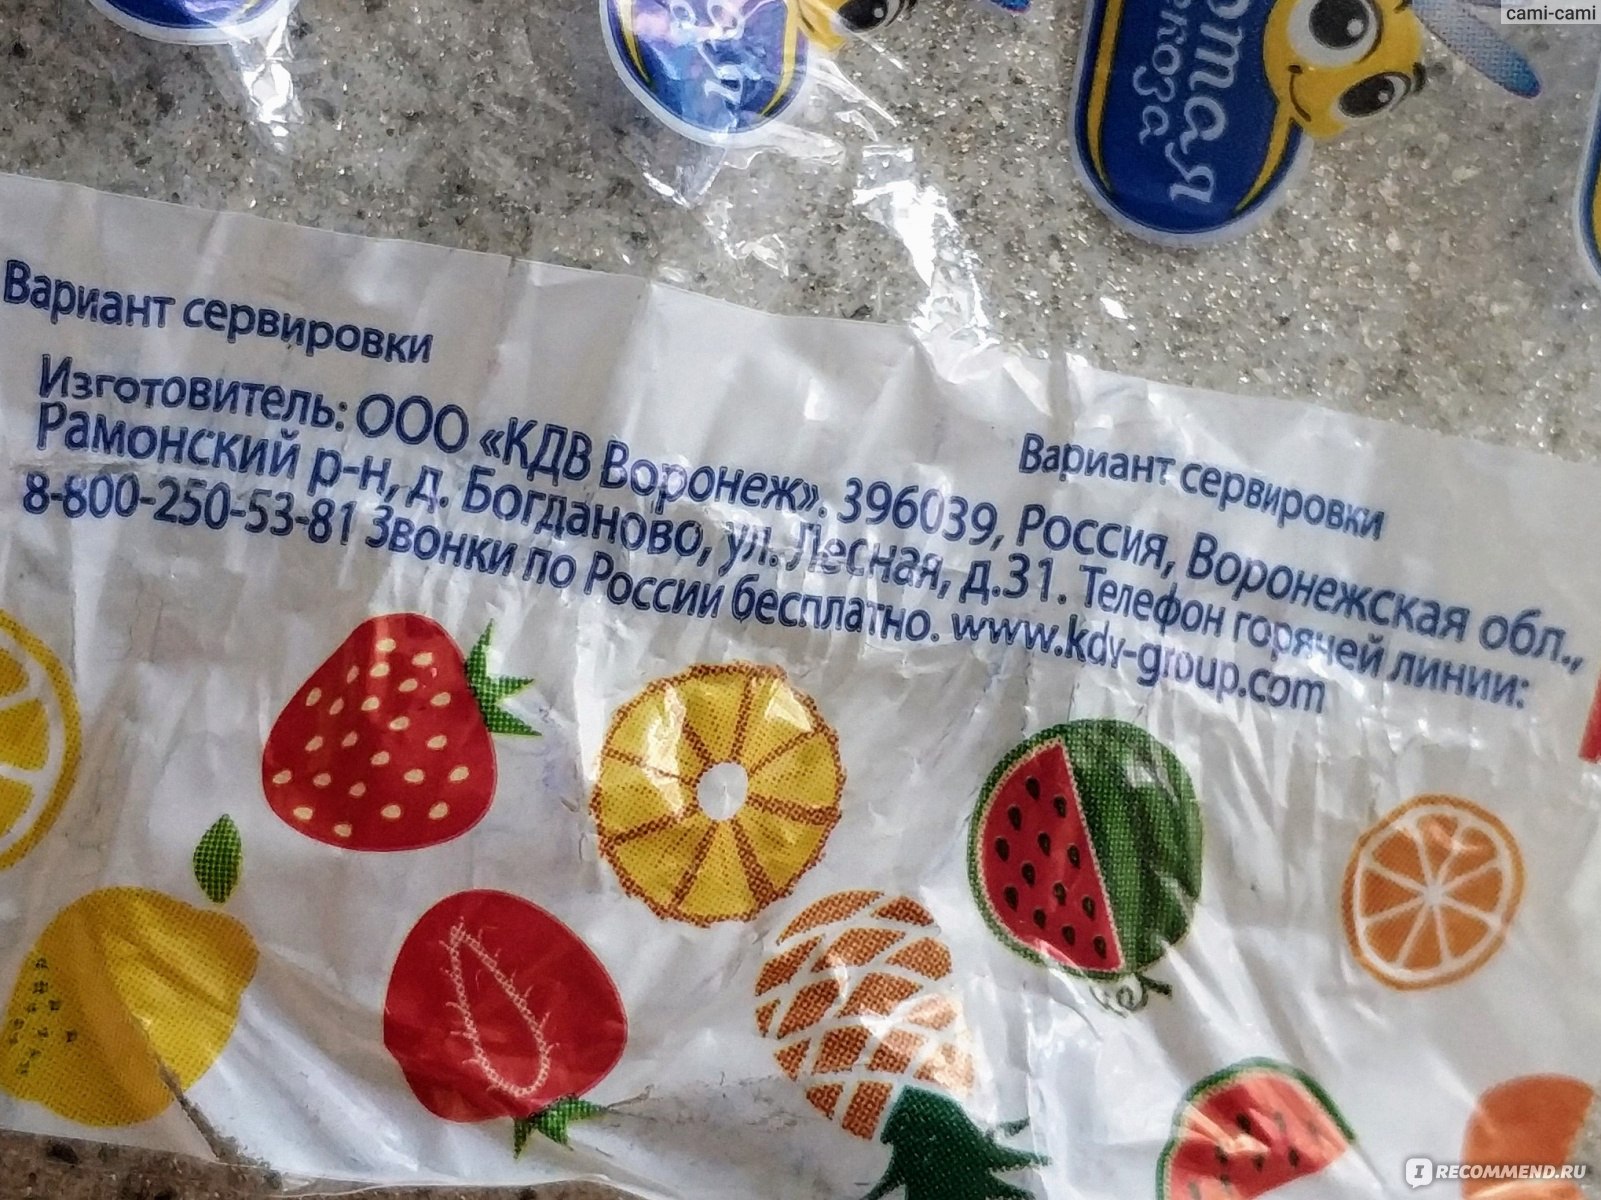 cami-cami
Вариант сервировки
Вариант сервировки
Изготовитель: ООО «КДВ Воронеж». 396039, Россия, Воронежская обл.,
Рамонский р-н, д. Богданово, ул. Лесная, д.31. Телефон горячей линии:
8-800-250-53-81 Звонки по России бесплатно. www.kdv-group.com
IRECOMMEND.RU